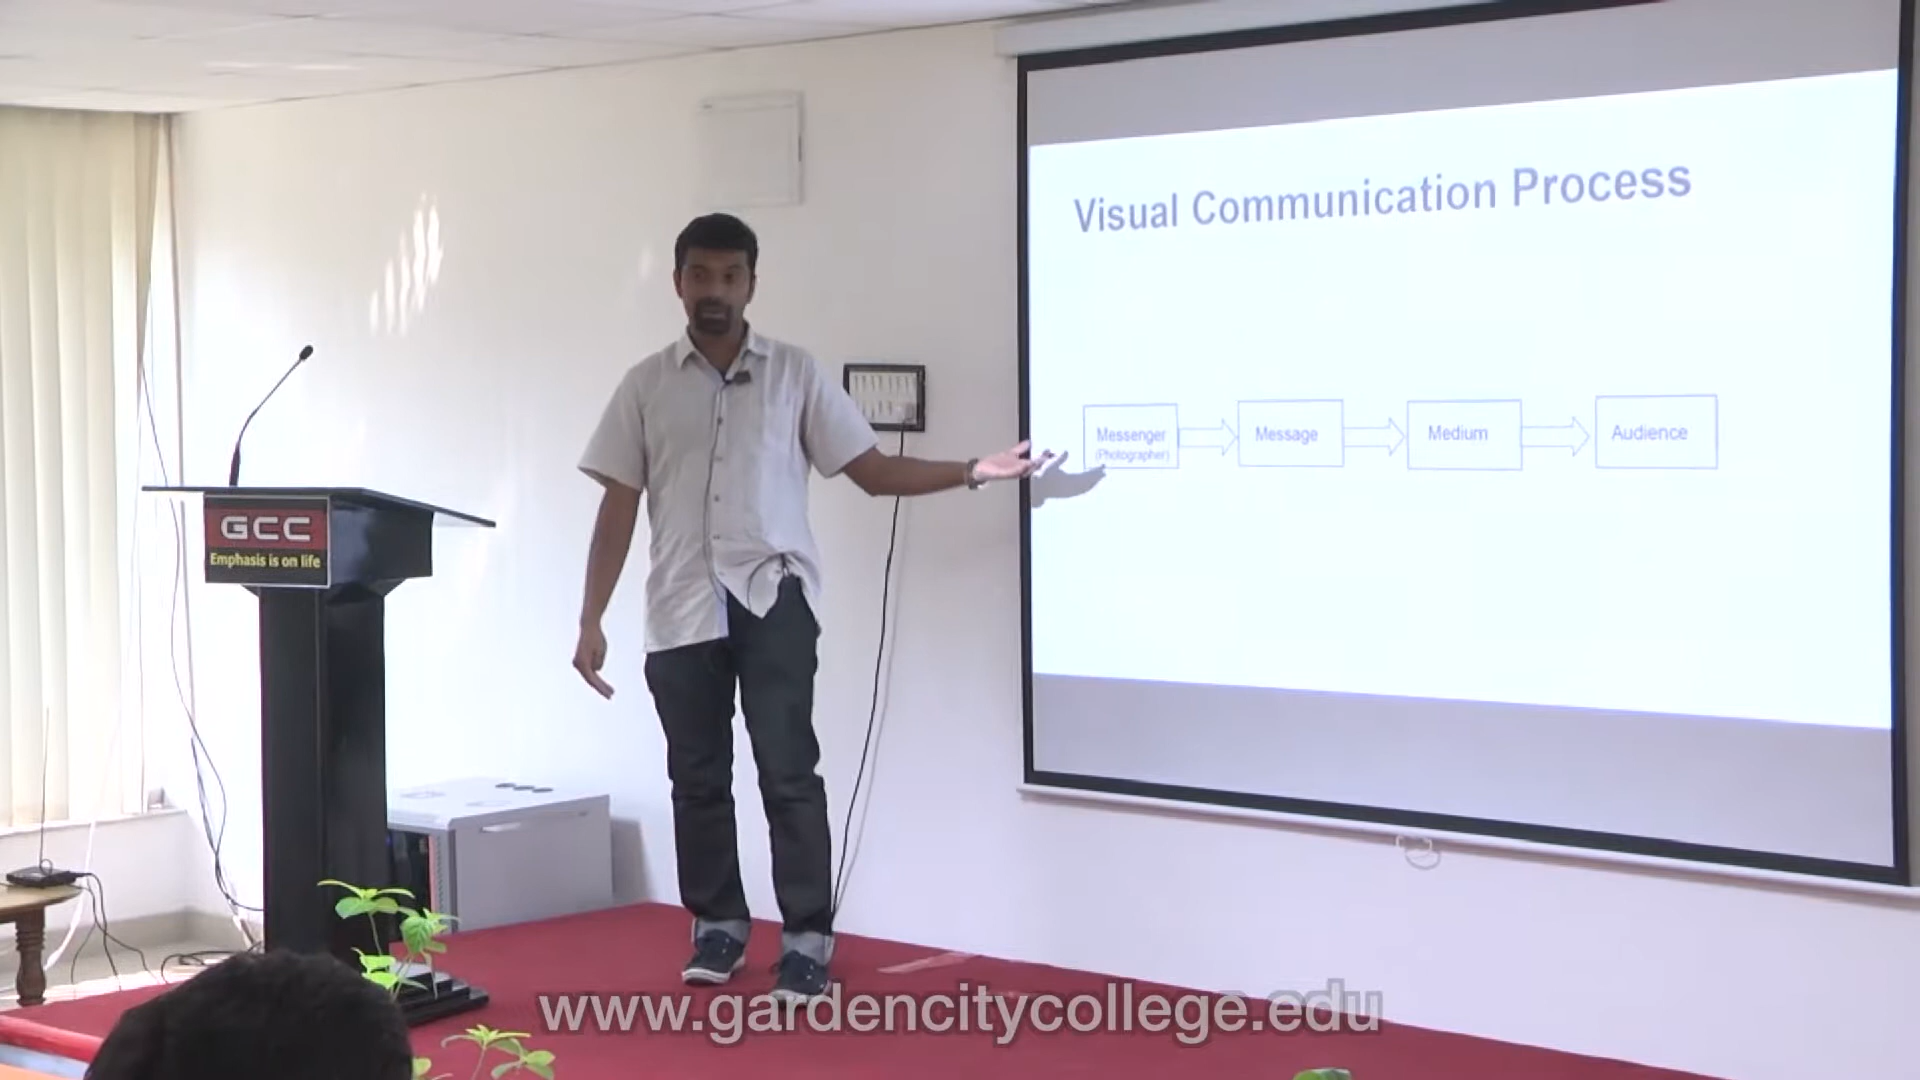 Visual Communication Process
Messenger
(Photographer)
Message
Medium
Audience
GCC
Emphasis is on life
www.gardencitycollege.edu